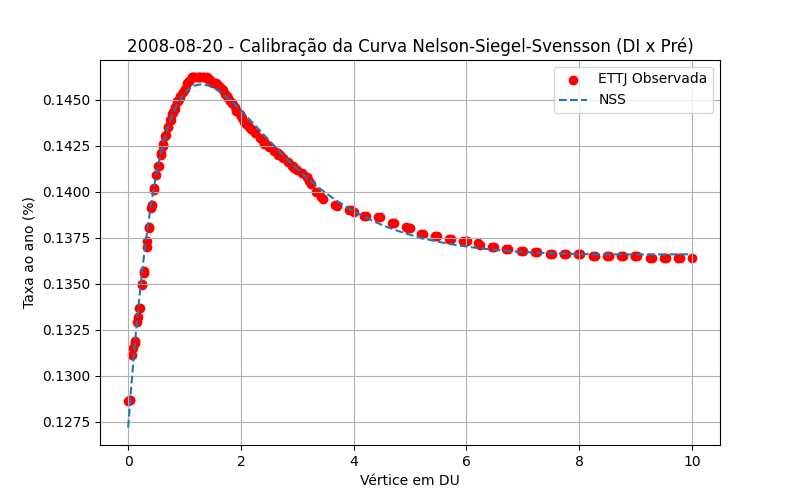 2008-08-20 - Calibração da Curva Nelson-Siegel-Svensson (DI x Pré)
ETTJ Observada
NSS
Taxa ao ano (%)
0.1450
0.1425
0.1400
0.1375
0.1350
0.1325
0.1300
0.1275
0 2 4 6 8 10
Vértice em DU